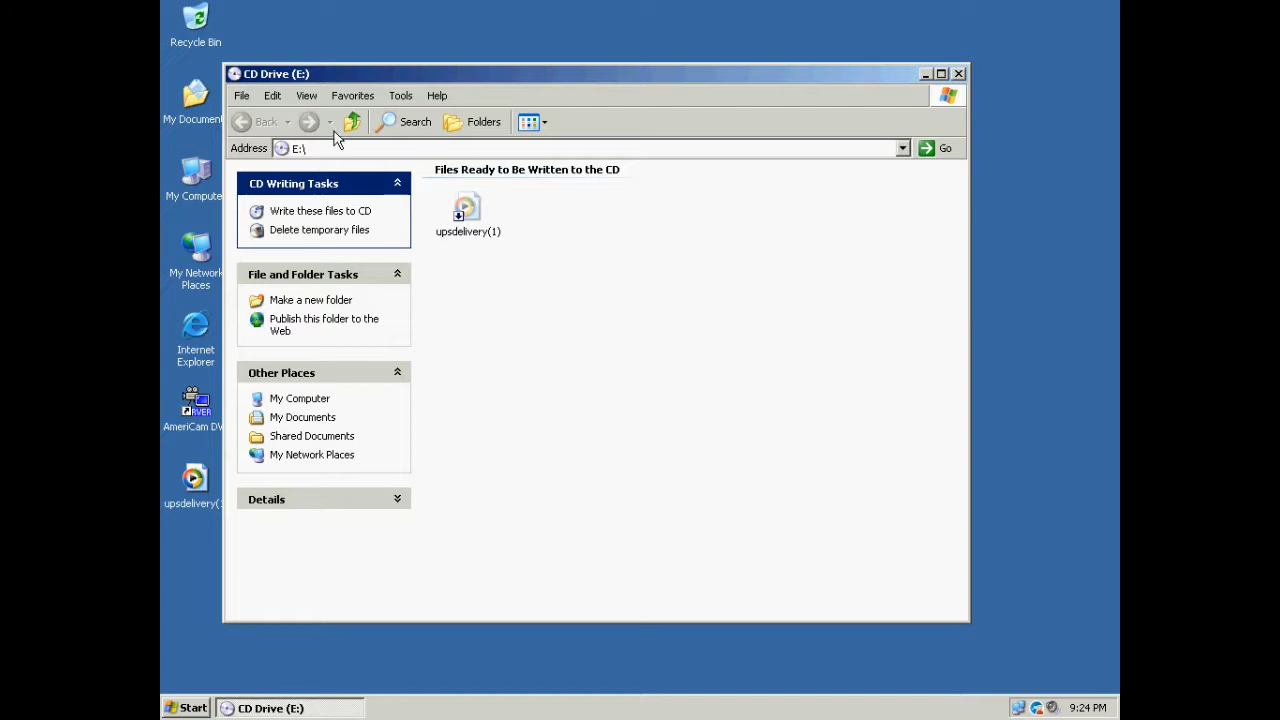 Recycle Bin
My Document
My Compute
My Network
Places
Internet
Explorer
RVER
AmeriCam DV
upsdelivery(
CD Drive (E:)
File Edit View Favorites Tools Help
Back Search Folders
Address E:\ Go
CD Writing Tasks
Write these files to CD
Delete temporary files
File and Folder Tasks
Make a new folder
Publish this folder to the
Web
Other Places
My Computer
My Documents
Shared Documents
My Network Places
Details
Files Ready to Be Written to the CD
upsdelivery(1)
Start CD Drive (E:) 9:24 PM